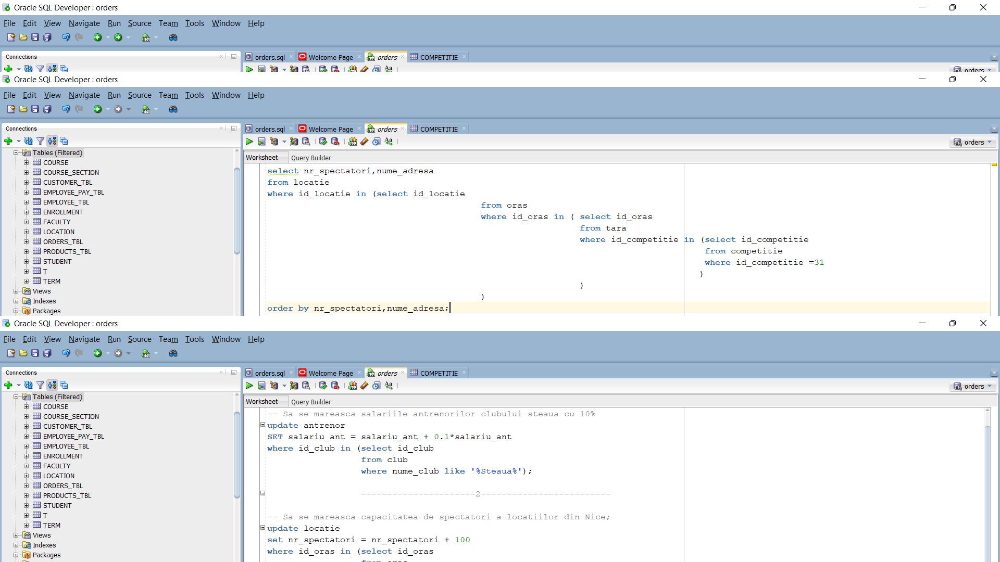 Oracle SQL Developer : orders
File Edit View Navigate Run Source Team Tools Window Help
Connections
orders.sql Welcome Page orders COMPETITIE
orders
Oracle SQL Developer : orders
File Edit View Navigate Run Source Team Tools Window Help
Connections
orders.sql Welcome Page orders COMPETITIE
orders
Tables (Filtered)
COURSE
COURSE_SECTION
CUSTOMER_TBL
EMPLOYEE_PAY_TBL
EMPLOYEE_TBL
ENROLLMENT
FACULTY
LOCATION
ORDERS_TBL
PRODUCTS_TBL
STUDENT
T
TERM
Views
Indexes
Packages
Worksheet Query Builder
select nr_spectatori,nume_adresa
from locatie
where id_locatie in (select id_locatie
from oras
where id_oras in ( select id_oras
from tara
where id_competitie in (select id_competitie
from competitie
where id_competitie =31
)
)
)
order by nr_spectatori,nume_adresa;
Oracle SQL Developer : orders
File Edit View Navigate Run Source Team Tools Window Help
Connections
orders.sql Welcome Page orders COMPETITIE
orders
Tables (Filtered)
COURSE
COURSE_SECTION
CUSTOMER_TBL
EMPLOYEE_PAY_TBL
EMPLOYEE_TBL
ENROLLMENT
FACULTY
LOCATION
ORDERS_TBL
PRODUCTS_TBL
STUDENT
T
TERM
Views
Indexes
Packages
Worksheet Query Builder
-- Sa se mareasca salariile antrenorilor clubului steaua cu 10%
update antrenor
SET salariu_ant = salariu_ant + 0.1*salariu_ant
where id_club in (select id_club
from club
where nume_club like '%Steaua%');
----------------------2-------------------------
-- Sa se mareasca capacitatea de spectatori a locatiilor din Nice;
update locatie
set nr_spectatori = nr_spectatori + 100
where id_oras in (select id_oras